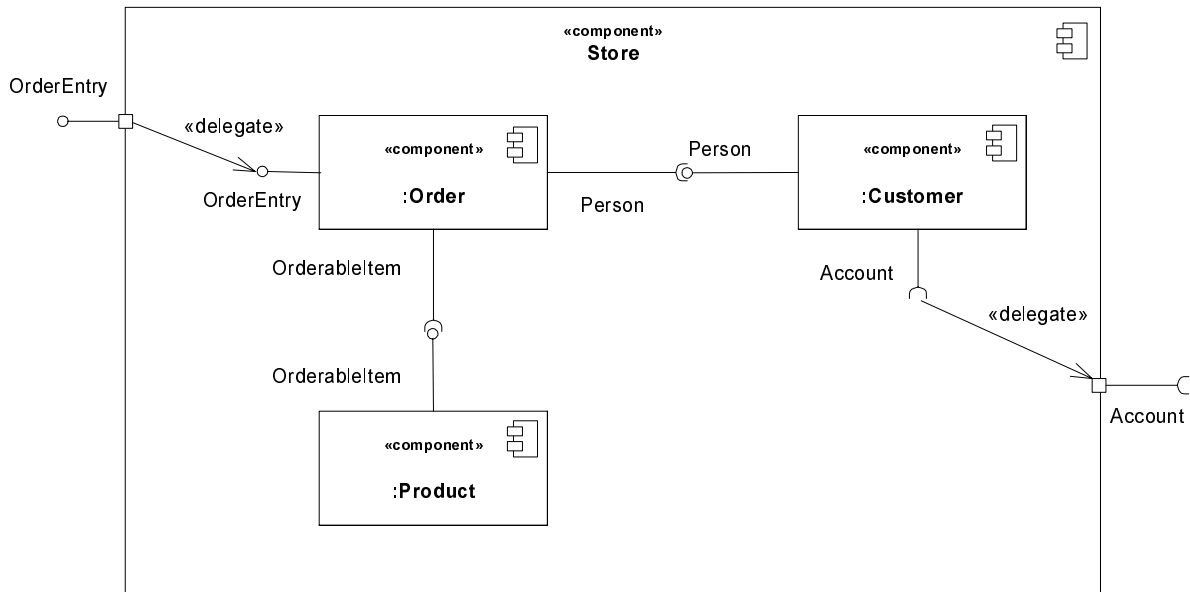 «component»
Store
OrderEntry
«delegate»
OrderEntry
«component»
:Order
Person
Person
«component»
:Customer
OrderableItem
Account
«delegate»
OrderableItem
Account
«component»
:Product